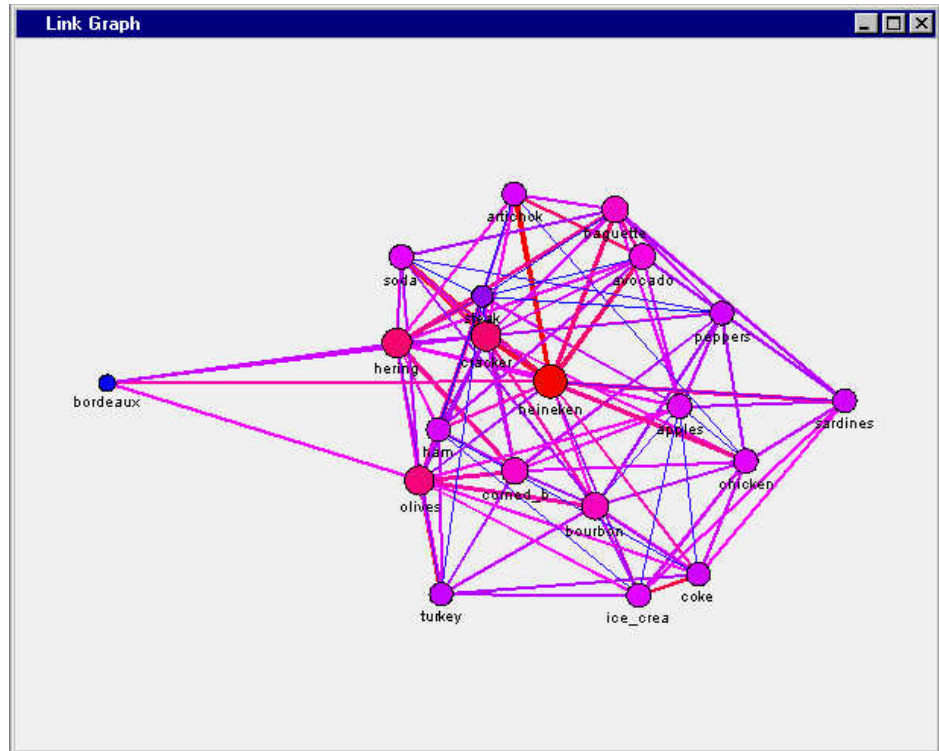 Link Graph
artichok
baguette
soda
avocado
steak
peppers
cracker
hering
heineken
bordeaux
sardines
apples
ham
chicken
olives
corned_b
bourbon
coke
turkey
ice_crea